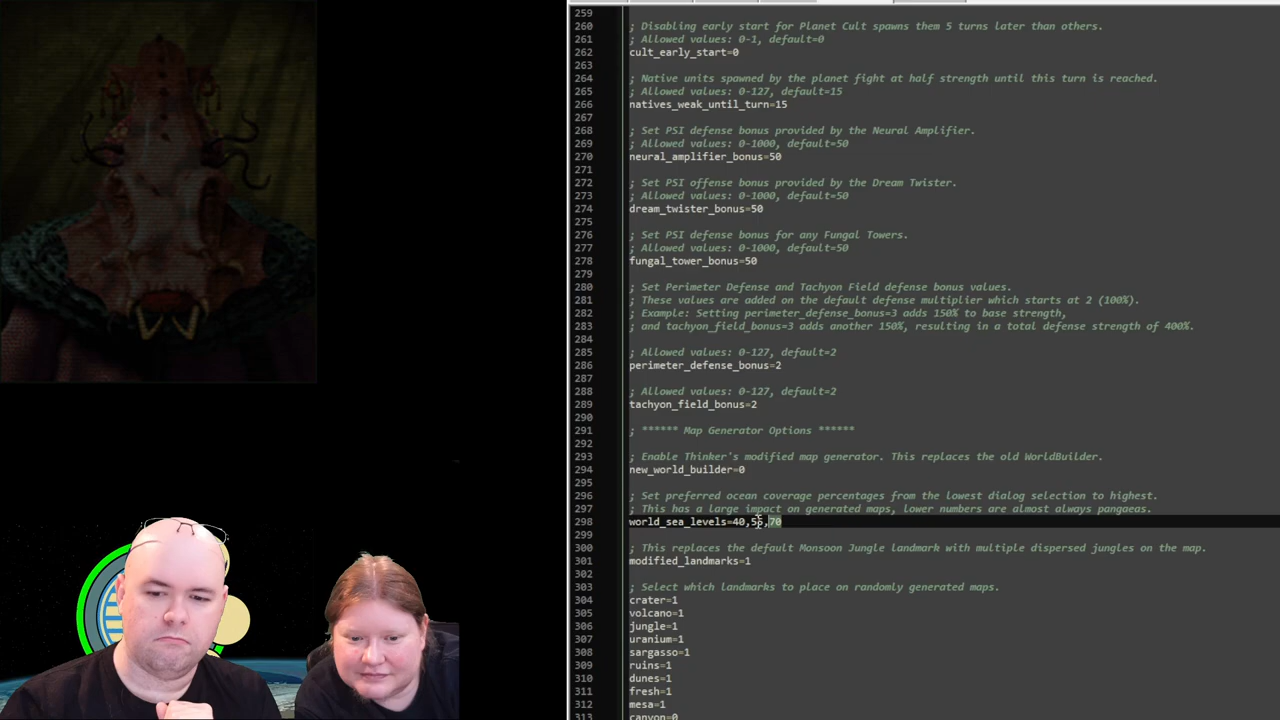 259
260 ; Disabling early start for Planet Cult spawns them 5 turns later than others.
261 ; Allowed values: 0-1, default=0
262 cult_early_start=0
263
264 ; Native units spawned by the planet fight at half strength until this turn is reached.
265 ; Allowed values: 0-127, default=15
266 natives_weak_until_turn=15
267
268 ; Set PSI defense bonus provided by the Neural Amplifier.
269 ; Allowed values: 0-1000, default=50
270 neural_amplifier_bonus=50
271
272 ; Set PSI offense bonus provided by the Dream Twister.
273 ; Allowed values: 0-1000, default=50
274 dream_twister_bonus=50
275
276 ; Set PSI defense bonus for any Fungal Towers.
277 ; Allowed values: 0-1000, default=50
278 fungal_tower_bonus=50
279
280 ; Set Perimeter Defense and Tachyon Field defense bonus values.
281 ; These values are added on the default defense multiplier which starts at 2 (100%).
282 ; Example: Setting perimeter_defense_bonus=3 adds 150% to base strength,
283 ; and tachyon_field_bonus=3 adds another 150%, resulting in a total defense strength of 400%.
284
285 ; Allowed values: 0-127, default=2
286 perimeter_defense_bonus=2
287
288 ; Allowed values: 0-127, default=2
289 tachyon_field_bonus=2
290
291 ; ****** Map Generator Options ******
292
293 ; Enable Thinker's modified map generator. This replaces the old WorldBuilder.
294 new_world_builder=0
295
296 ; Set preferred ocean coverage percentages from the lowest dialog selection to highest.
297 ; This has a large impact on generated maps, lower numbers are almost always pangaeas.
298 world_sea_levels=40,55,70
299
300 ; This replaces the default Monsoon Jungle landmark with multiple dispersed jungles on the map.
301 modified_landmarks=1
302
303 ; Select which landmarks to place on randomly generated maps.
304 crater=1
305 volcano=1
306 jungle=1
307 uranium=1
308 sargasso=1
309 ruins=1
310 dunes=1
311 fresh=1
312 mesa=1
313 canyon=0